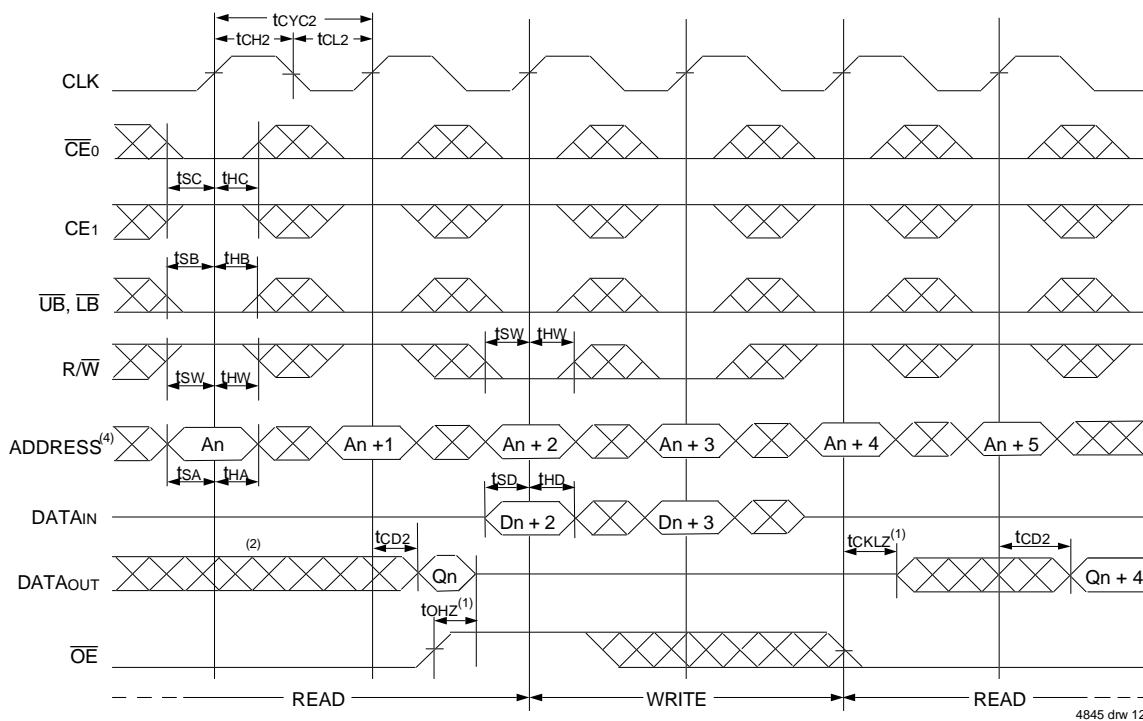 tCYC2
tCH2 tCL2
CLK
CE0
tSC tHC
CE1
tSB tHB
UB, LB
tSW tHW
R/W
tSW tHW
ADDRESS(4) An An +1 An + 2 An + 3 An + 4 An + 5
tSA tHA
tSD tHD
DATAIN Dn + 2 Dn + 3
tCD2 tCKLZ(1) tCD2
(2)
DATAOUT Qn Qn + 4
tOHZ(1)
OE
READ WRITE READ
4845 drw 12